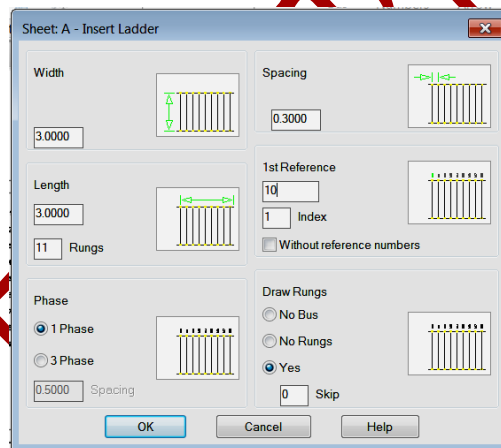 Sheet: A - Insert Ladder
Width
3.0000
Spacing
0.3000
Length
3.0000
11 Rungs
1st Reference
10
1 Index
Without reference numbers
Phase
1 Phase
3 Phase
0.5000 Spacing
Draw Rungs
No Bus
No Rungs
Yes
0 Skip
OK
Cancel
Help